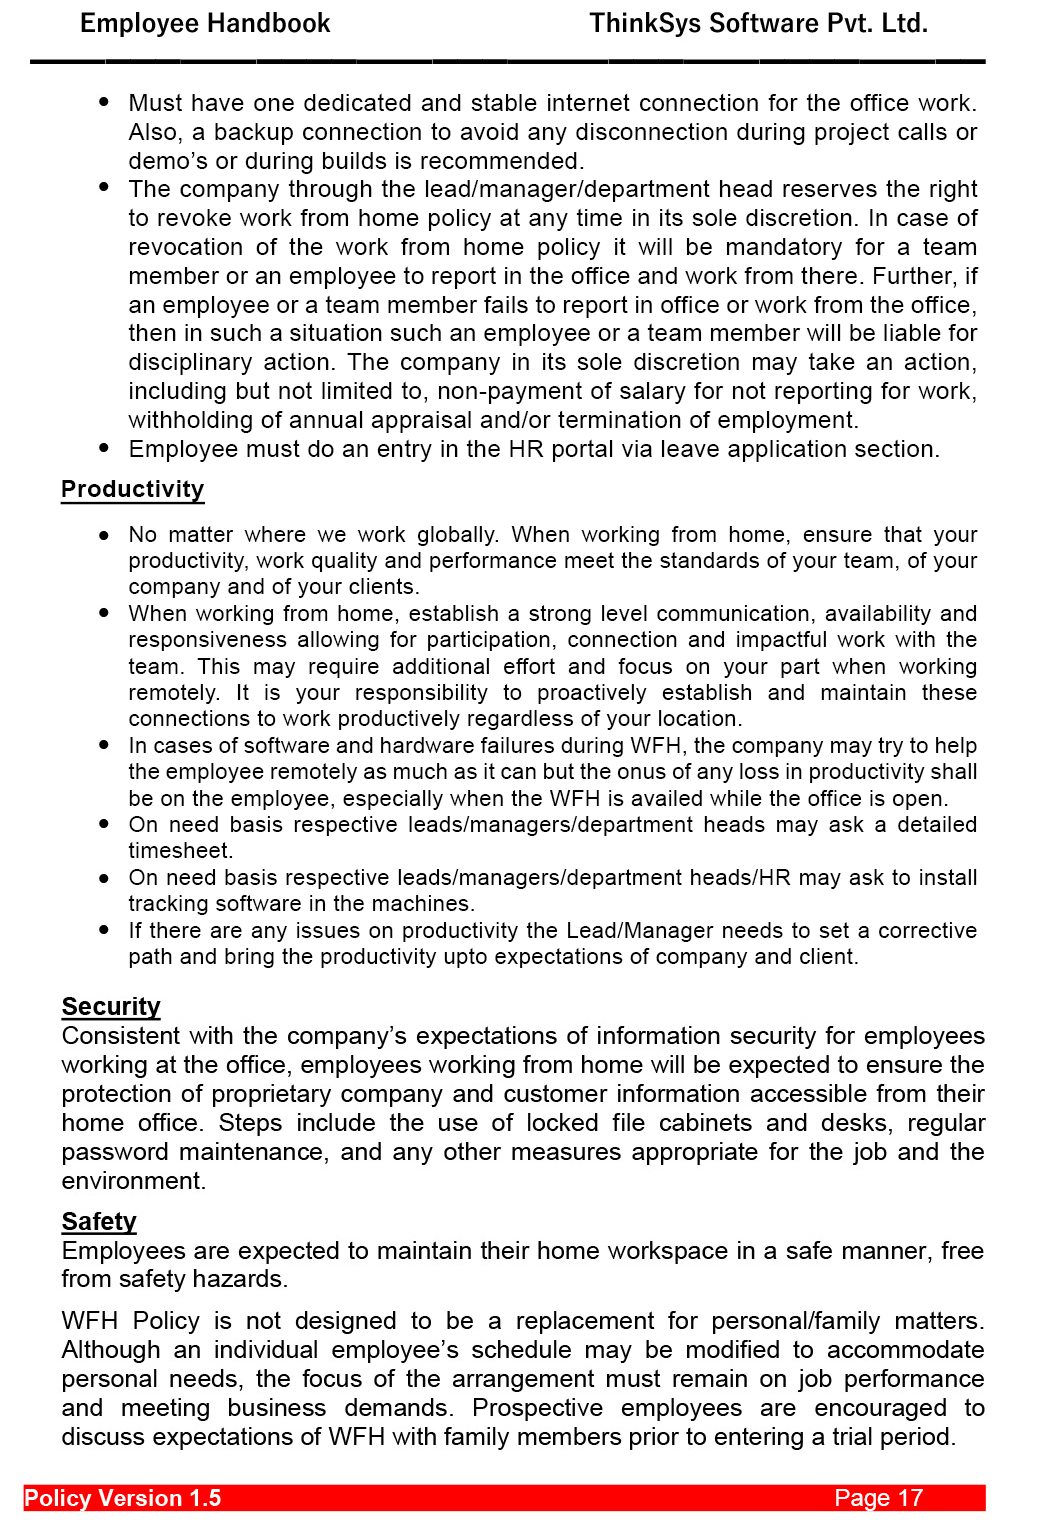 Employee Handbook ThinkSys Software Pvt. Ltd.
• Must have one dedicated and stable internet connection for the office work.
Also, a backup connection to avoid any disconnection during project calls or
demo’s or during builds is recommended.
• The company through the lead/manager/department head reserves the right
to revoke work from home policy at any time in its sole discretion. In case of
revocation of the work from home policy it will be mandatory for a team
member or an employee to report in the office and work from there. Further, if
an employee or a team member fails to report in office or work from the office,
then in such a situation such an employee or a team member will be liable for
disciplinary action. The company in its sole discretion may take an action,
including but not limited to, non-payment of salary for not reporting for work,
withholding of annual appraisal and/or termination of employment.
• Employee must do an entry in the HR portal via leave application section.
Productivity
• No matter where we work globally. When working from home, ensure that your
productivity, work quality and performance meet the standards of your team, of your
company and of your clients.
• When working from home, establish a strong level communication, availability and
responsiveness allowing for participation, connection and impactful work with the
team. This may require additional effort and focus on your part when working
remotely. It is your responsibility to proactively establish and maintain these
connections to work productively regardless of your location.
• In cases of software and hardware failures during WFH, the company may try to help
the employee remotely as much as it can but the onus of any loss in productivity shall
be on the employee, especially when the WFH is availed while the office is open.
• On need basis respective leads/managers/department heads may ask a detailed
timesheet.
• On need basis respective leads/managers/department heads/HR may ask to install
tracking software in the machines.
• If there are any issues on productivity the Lead/Manager needs to set a corrective
path and bring the productivity upto expectations of company and client.
Security
Consistent with the company’s expectations of information security for employees
working at the office, employees working from home will be expected to ensure the
protection of proprietary company and customer information accessible from their
home office. Steps include the use of locked file cabinets and desks, regular
password maintenance, and any other measures appropriate for the job and the
environment.
Safety
Employees are expected to maintain their home workspace in a safe manner, free
from safety hazards.
WFH Policy is not designed to be a replacement for personal/family matters.
Although an individual employee’s schedule may be modified to accommodate
personal needs, the focus of the arrangement must remain on job performance
and meeting business demands. Prospective employees are encouraged to
discuss expectations of WFH with family members prior to entering a trial period.
Policy Version 1.5 Page 17